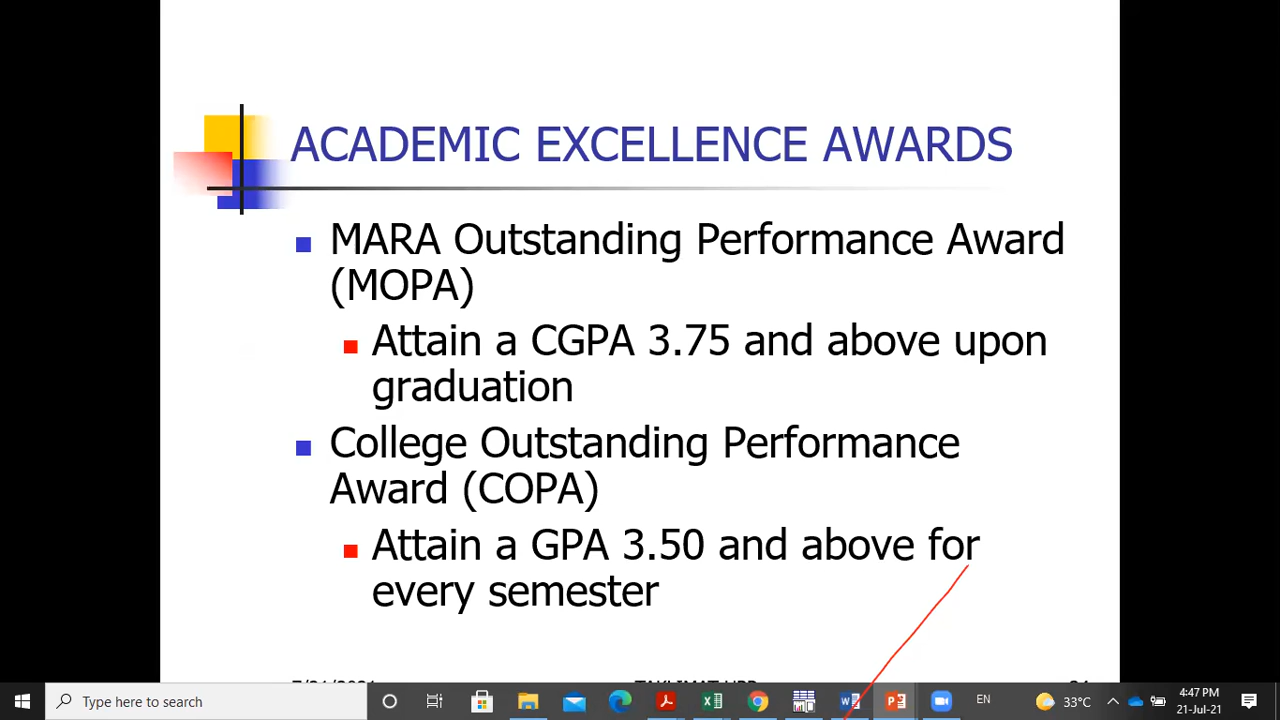 ACADEMIC EXCELLENCE AWARDS
MARA Outstanding Performance Award
(MOPA)
Attain a CGPA 3.75 and above upon
graduation
College Outstanding Performance
Award (COPA)
Attain a GPA 3.50 and above for
every semester
Type here to search
EN
33°C
4:47 PM
21-Jul-21